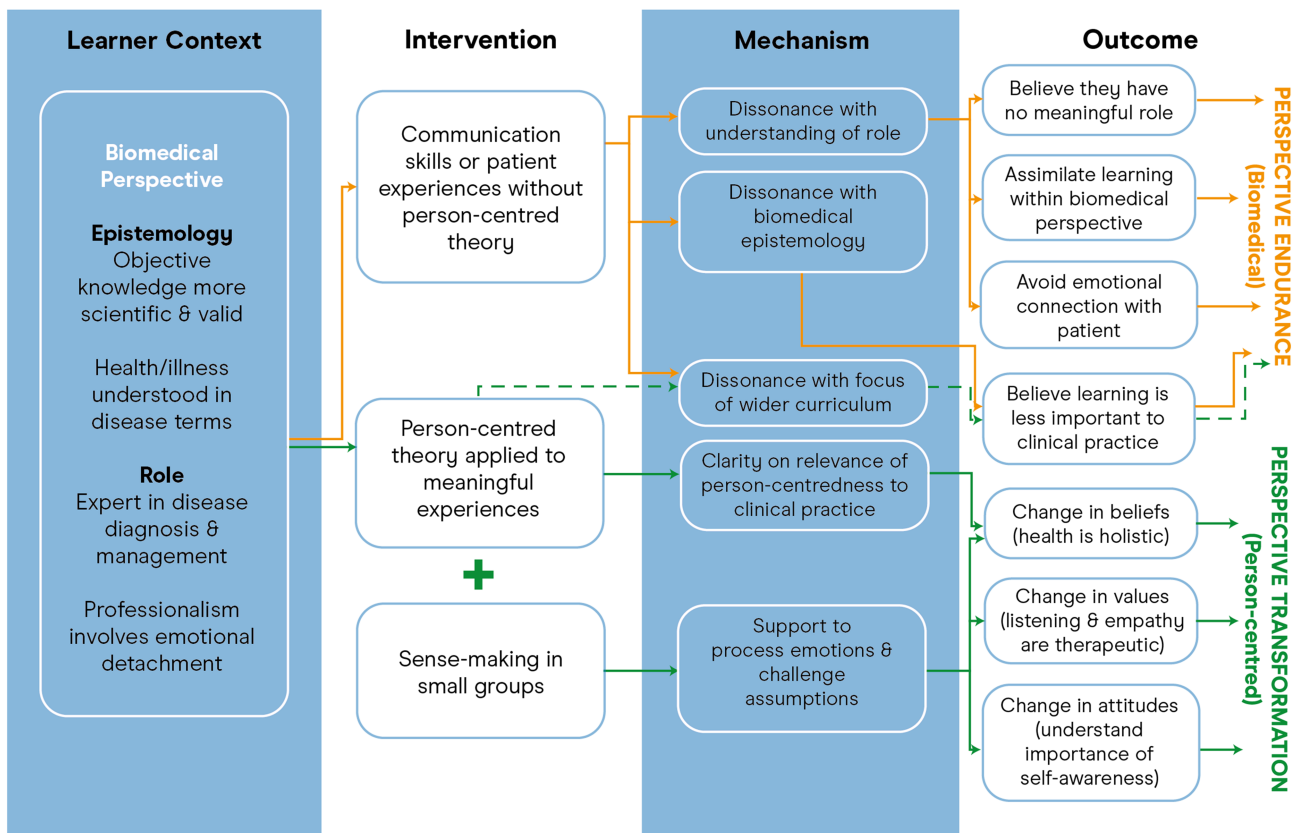 Learner Context
Biomedical
Perspective
Epistemology
Objective
knowledge more
scientific & valid
Health/illness
understood in
disease terms
Role
Expert in disease
diagnosis &
management
Professionalism
involves emotional
detachment
Intervention
Communication
skills or patient
experiences without
person-centred
theory
Person-centred
theory applied to
meaningful
experiences
+
Sense-making in
small groups
Mechanism
Dissonance with
understanding of role
Dissonance with
biomedical
epistemology
Dissonance with focus
of wider curriculum
Clarity on relevance of
person-centredness to
clinical practice
Support to
process emotions &
challenge
assumptions
Outcome
Believe they have
no meaningful role
Assimilate learning
within biomedical
perspective
Avoid emotional
connection with
patient
Believe learning is
less important to
clinical practice
Change in beliefs
(health is holistic)
Change in values
(listening & empathy
are therapeutic)
Change in attitudes
(understand
importance of
self-awareness)
PERSPECTIVE ENDURANCE
(Biomedical)
PERSPECTIVE TRANSFORMATION
(Person-centred)